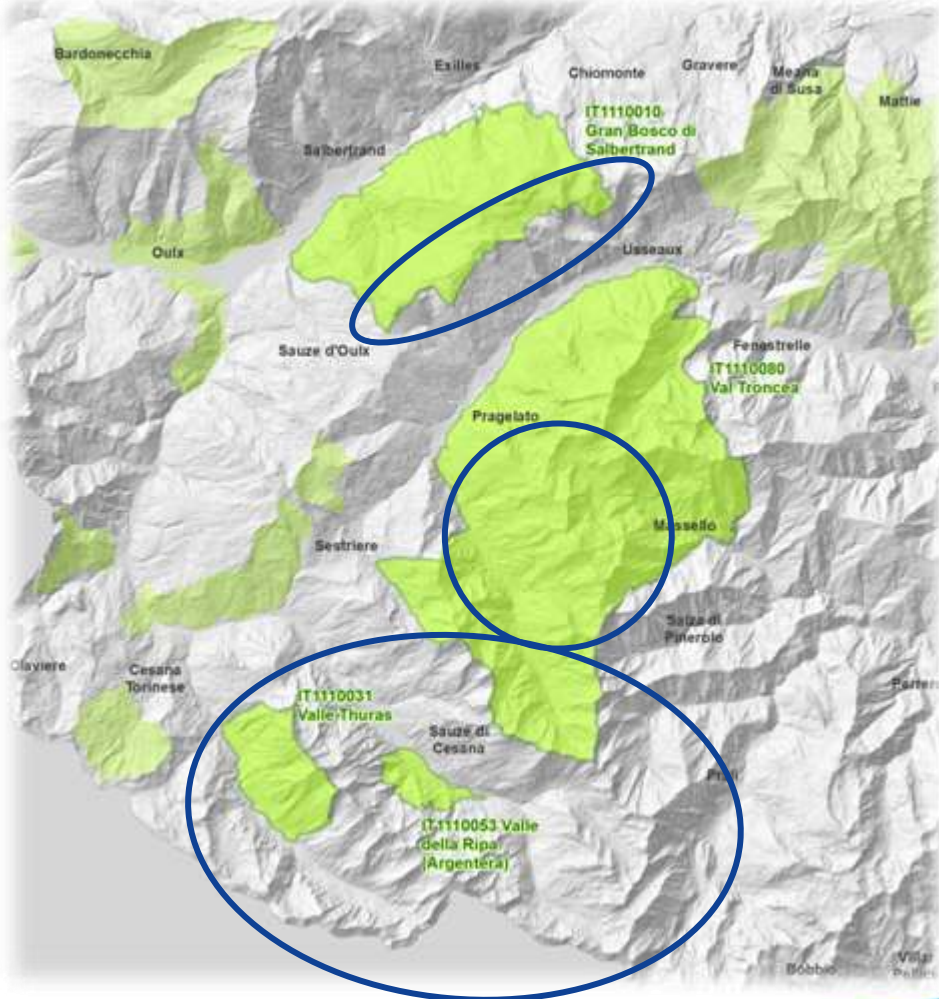 Bardonecchia
Exilles
Chiomonte
Gravere
Meana
di Susa
Mattie
IT1110010-
Gran Bosco di
Salbertrand
Salbertrand
Oulx
Usseaux
Sauze d'Oulx
Fenestrelle
IT1110080
Val Troncea
Pragelato
Massello
Sestriere
Salza di
Pinerolo
Claviere
Cesana
Torinese
Perrer
IT1110031
Valle Thuras
Sauze di
Cesana
Prali
IT1110053 Valle
della Ripa
(Argentera)
Bobbio
Villar